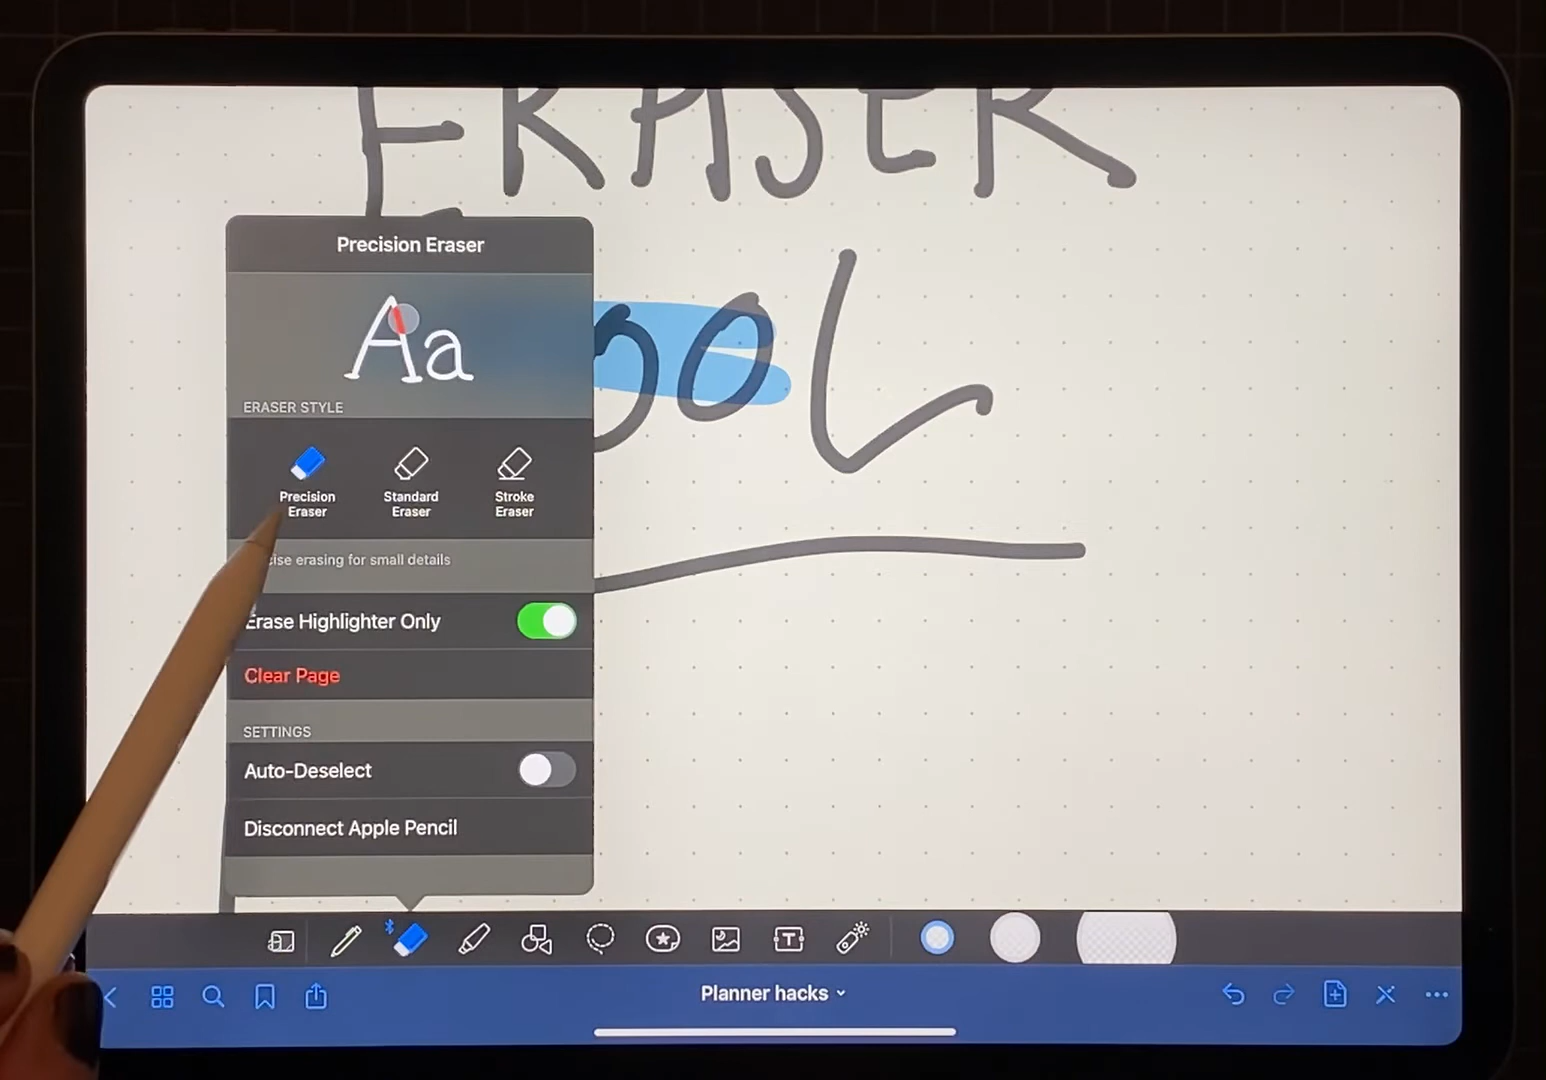 ERASER
Precision Eraser
Aa
OOL
ERASER STYLE
Precision Eraser
Standard Eraser
Stroke Eraser
erasing for small details
Erase Highlighter Only
Clear Page
SETTINGS
Auto-Deselect
Disconnect Apple Pencil
T
Planner hacks